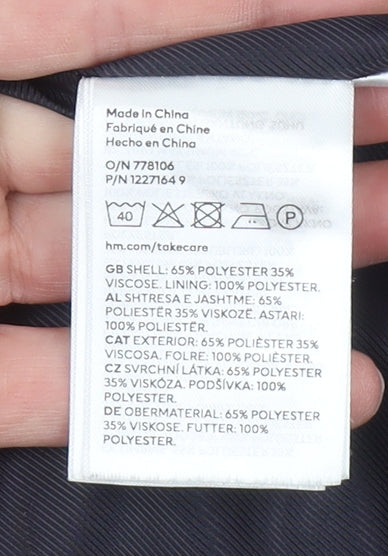 Made in China
Fabriqué en Chine
Hecho en China
O/N 778106
P/N 1227164 9
40
P
hm.com/takecare
GB SHELL: 65% POLYESTER 35%
VISCOSE. LINING: 100% POLYESTER.
AL SHTRESA E JASHTME: 65%
POLIESTËR 35% VISKOZË. ASTARI:
100% POLIESTËR.
CAT EXTERIOR: 65% POLIÈSTER 35%
VISCOSA. FOLRE: 100% POLIÈSTER.
CZ SVRCHNÍ LÁTKA: 65% POLYESTER
35% VISKÓZA. PODŠÍVKA: 100%
POLYESTER.
DE OBERMATERIAL: 65% POLYESTER
35% VISKOSE. FUTTER: 100%
POLYESTER.